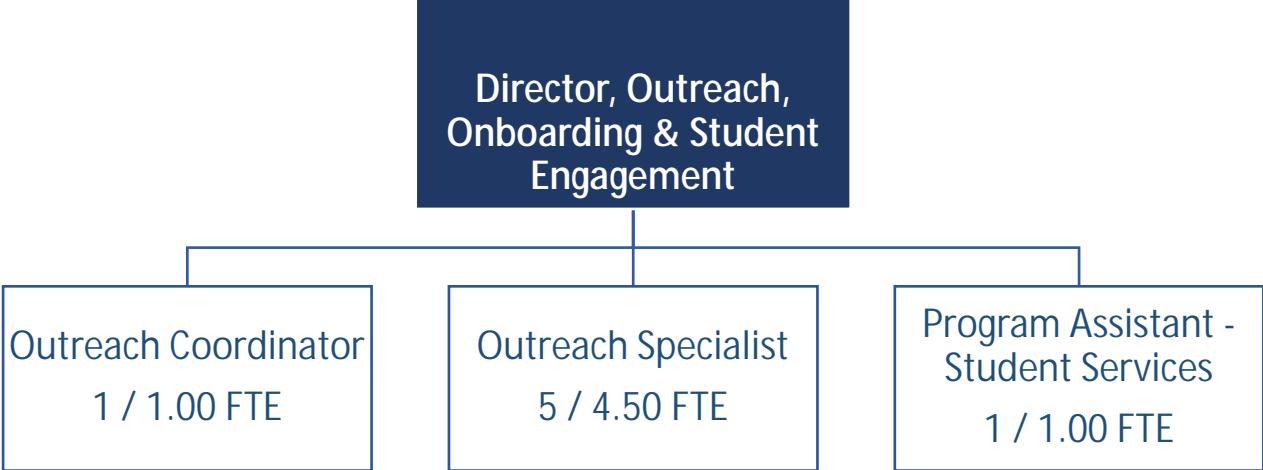 Director, Outreach,
Onboarding & Student
Engagement
Outreach Coordinator
1 / 1.00 FTE
Outreach Specialist
5 / 4.50 FTE
Program Assistant -
Student Services
1 / 1.00 FTE